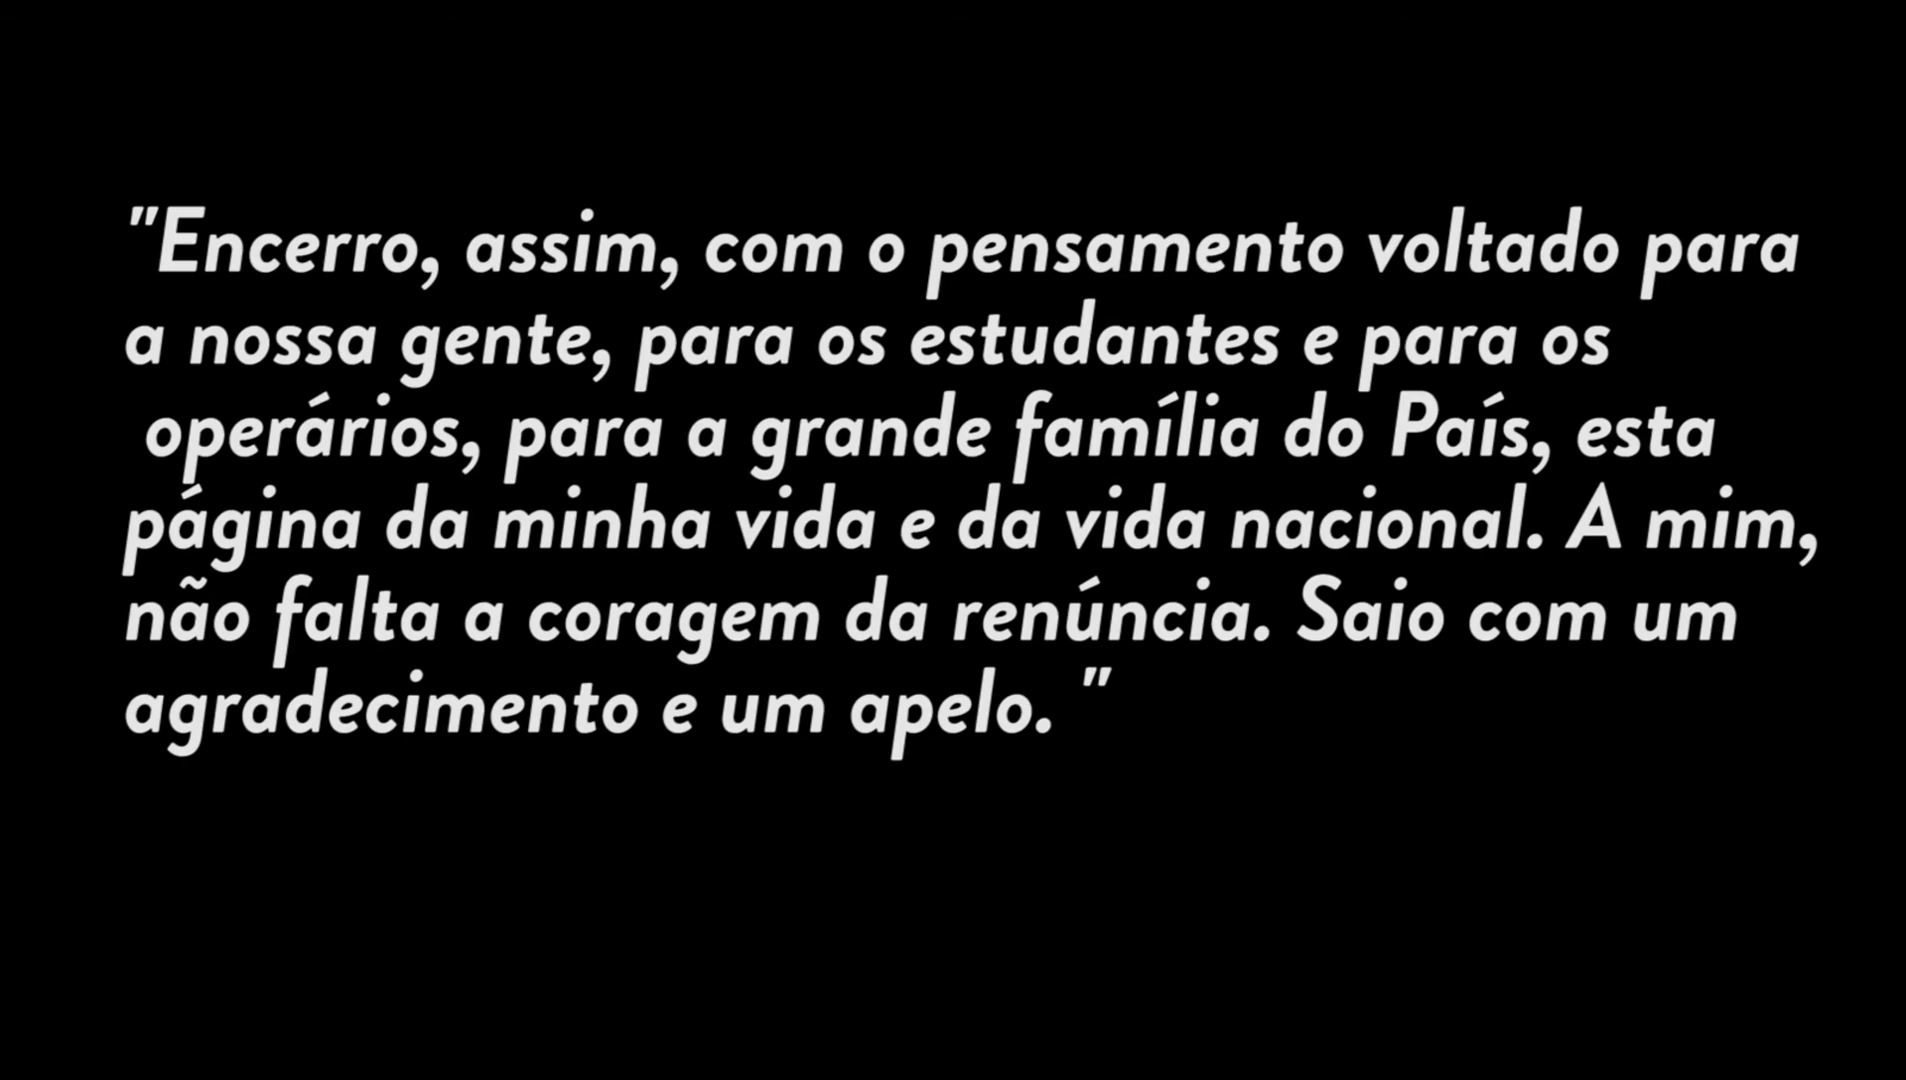 "Encerro, assim, com o pensamento voltado para
a nossa gente, para os estudantes e para os
operários, para a grande família do País, esta
página da minha vida e da vida nacional. A mim,
não falta a coragem da renúncia. Saio com um
agradecimento e um apelo. "